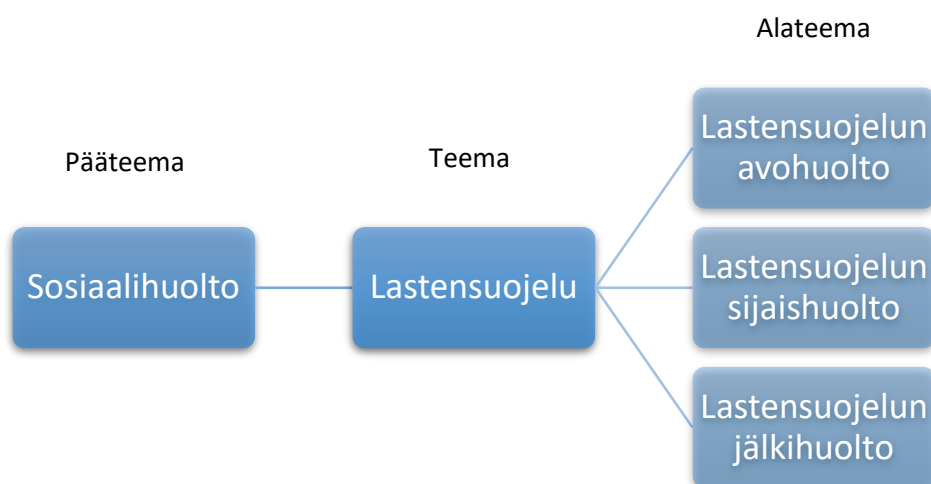 Alateema
Pääteema
Teema
Sosiaalihuolto
Lastensuojelu
Lastensuojelun
avohuolto
Lastensuojelun
sijaishuolto
Lastensuojelun
jälkihuolto